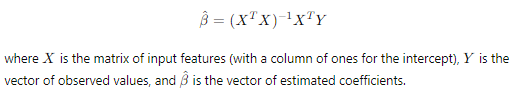 β̂ = (XᵀX)⁻¹XᵀY
where X is the matrix of input features (with a column of ones for the intercept), Y is the
vector of observed values, and β̂ is the vector of estimated coefficients.